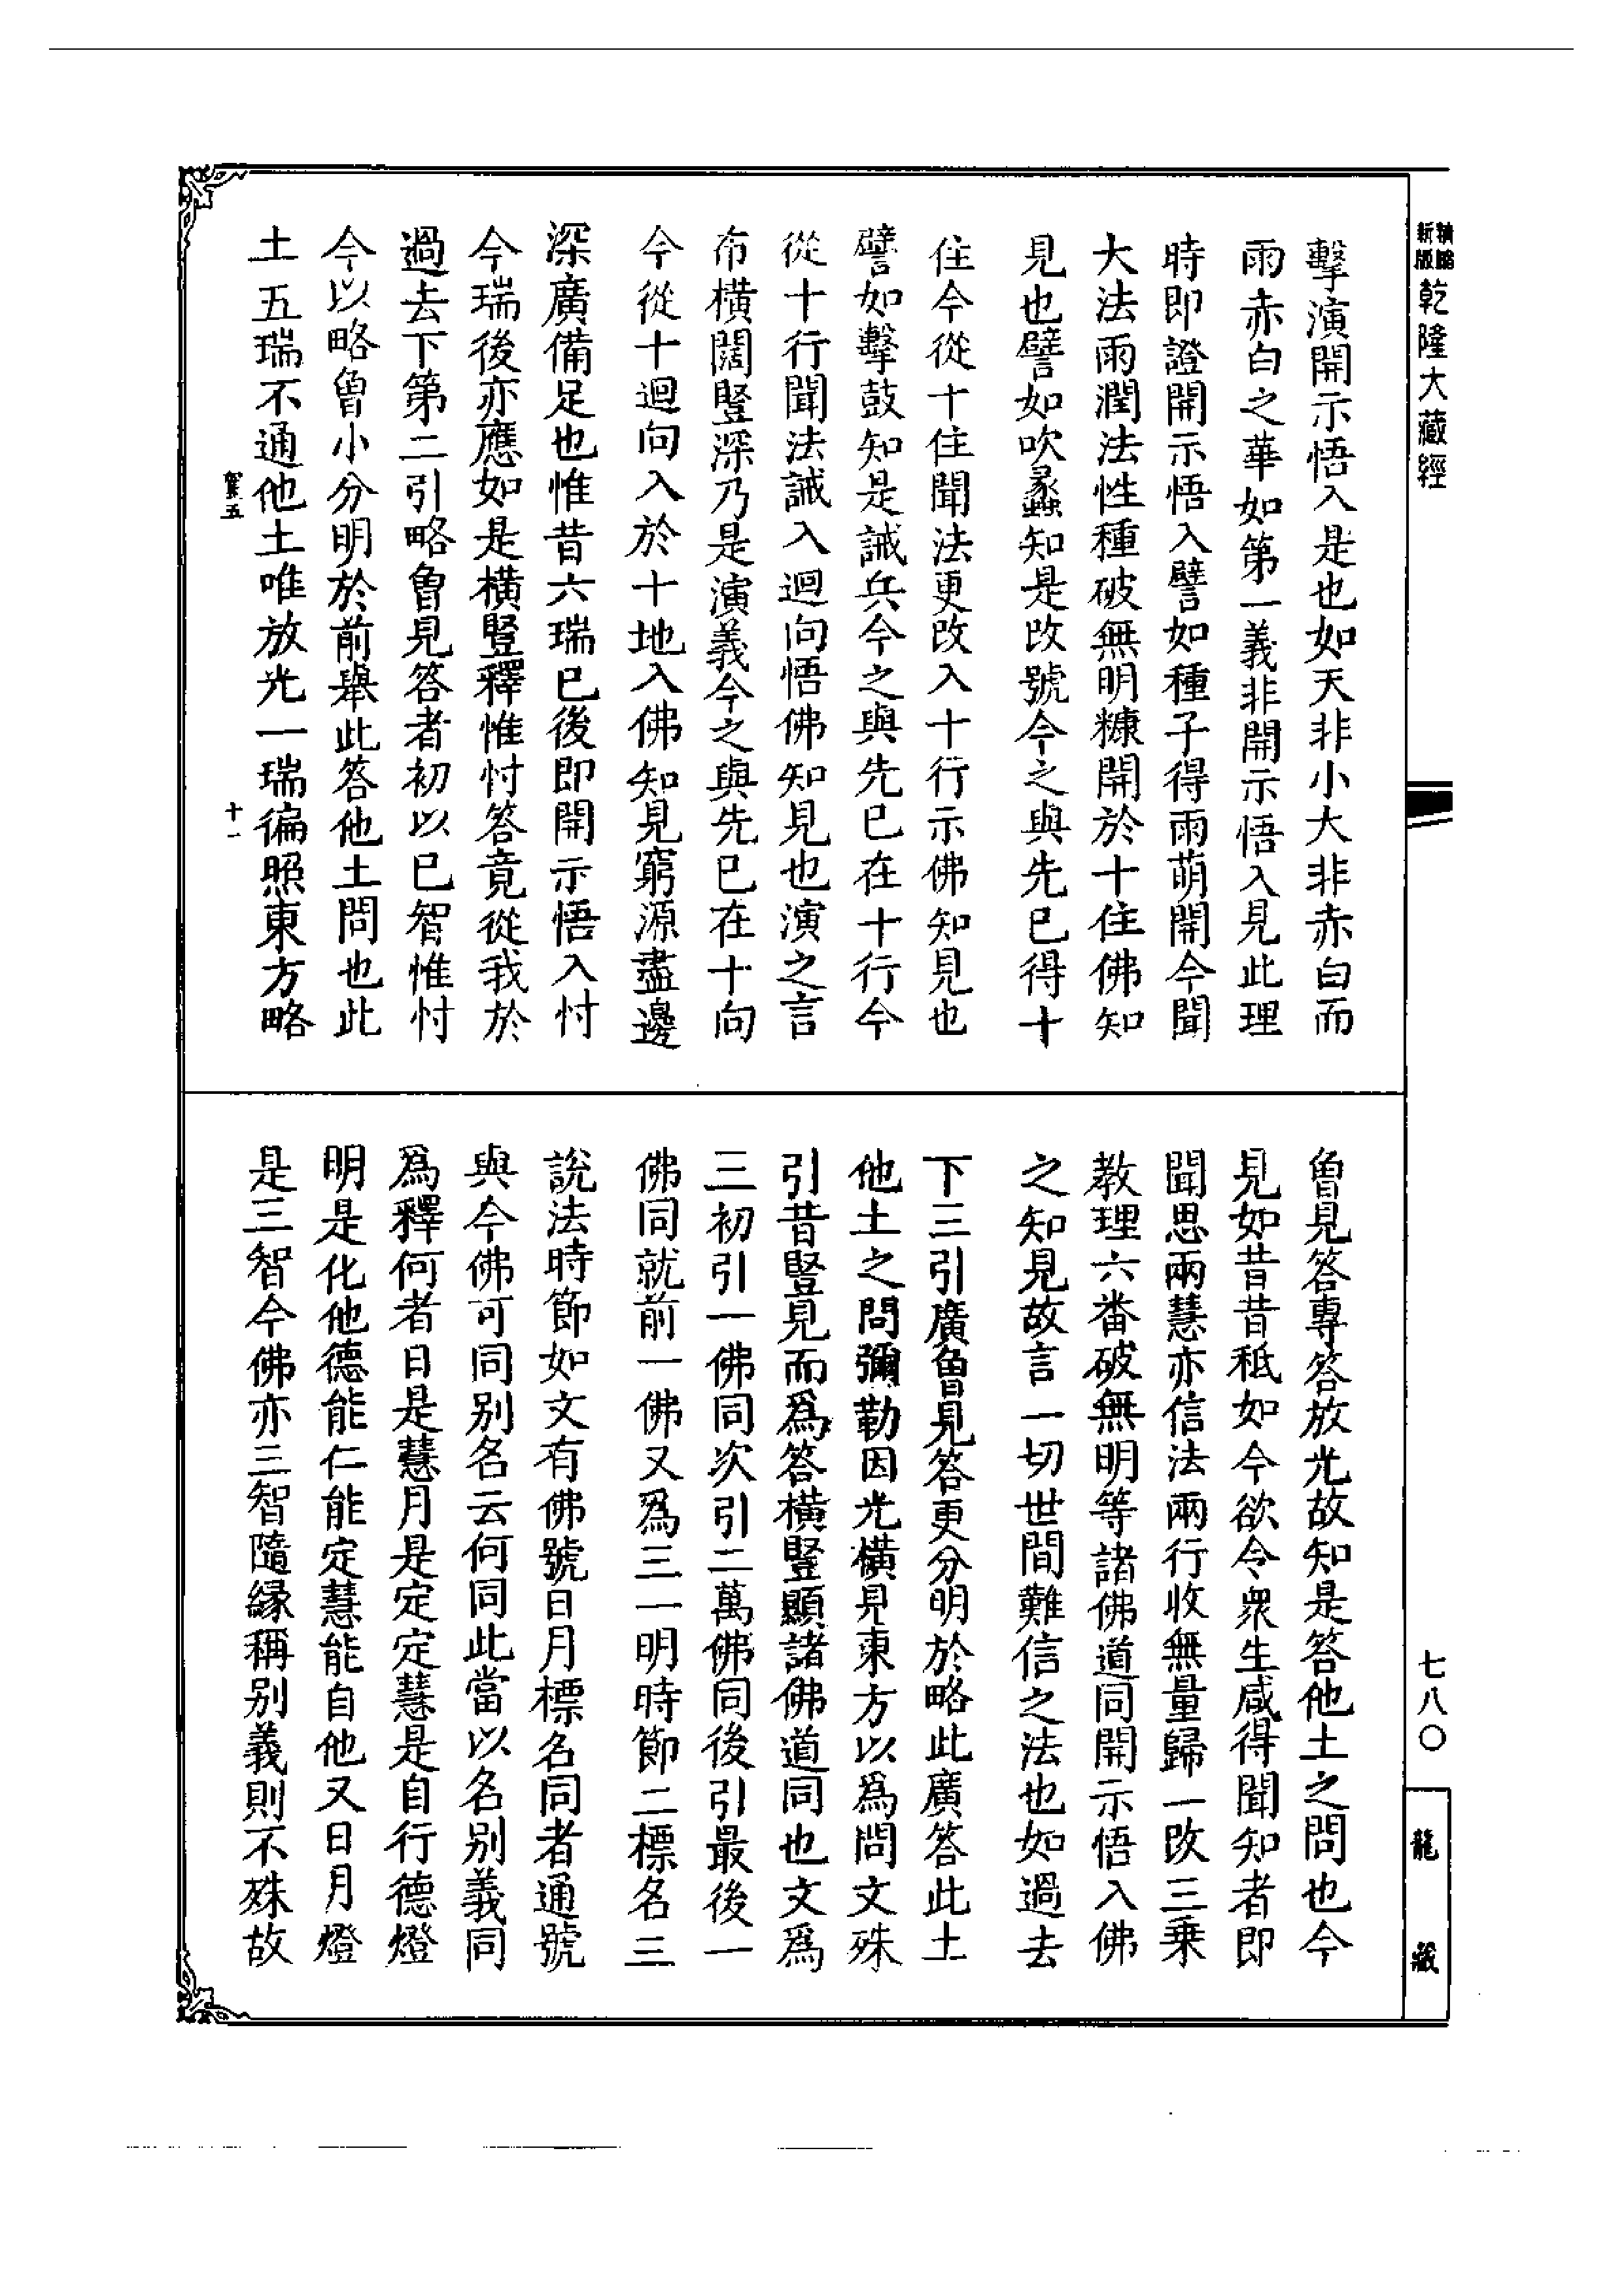 新版
乾隆大藏經
擊演開示悟入是也如天非小大非赤白而
雨赤白之華如第一義非開示悟入見此理
時即證開示悟入譬如種子得雨萌開今聞
大法雨潤法性種破無明糠開於十住佛知
見也譬如吹蠡知是改號今之與先已得十
住今從十住聞法更改入十行示佛知見也
譬如擊鼓知是誡兵今之與先已在十行今
從十行聞法誡入迴向悟佛知見也演之言
布橫闊豎深乃是演義今之與先已在十向
今從十迴向入於十地入佛知見窮源盡邊
深廣備足也惟昔六瑞已後即開示悟入忖
今瑞後亦應如是橫豎釋惟忖答竟從我於
過去下第二引略曾見答者初以已智惟忖
今以略曾小分明於前舉此答他土問也此
土五瑞不通他土唯放光一瑞徧照東方略
駕五
十一
曾見答專答放光故知是答他土之問也今
見如昔昔秖如今欲令衆生咸得聞知者即
聞思兩慧亦信法兩行收無量歸一改三乗
教理六番破無明等諸佛道同開示悟入佛
之知見故言一切世間難信之法也如過去
下三引廣曾見答更分明於略此廣答此土
他土之問彌勒因光橫見東方以爲問文殊
引昔豎見而爲答橫豎顯諸佛道同也文爲
三初引一佛同次引二萬佛同後引最後一
佛同就前一佛又爲三一明時節二標名三
說法時節如文有佛號日月標名同者通號
與今佛可同别名云何同此當以名别義同
爲釋何者日是慧月是定定慧是自行德燈
明是化他德能仁能定慧能自他又日月燈
是三智今佛亦三智隨緣稱别義則不殊故
七八〇
龍藏